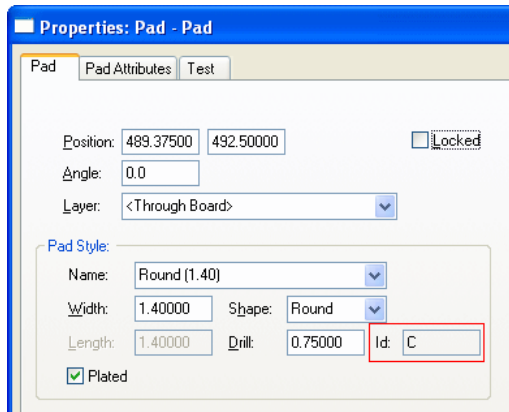 Properties: Pad - Pad
Pad Pad Attributes Test
Position: 489.37500 492.50000 Locked
Angle: 0.0
Layer: <Through Board>
Pad Style:
Name: Round (1.40)
Width: 1.40000 Shape: Round
Length: 1.40000 Drill: 0.75000 Id: C
Plated